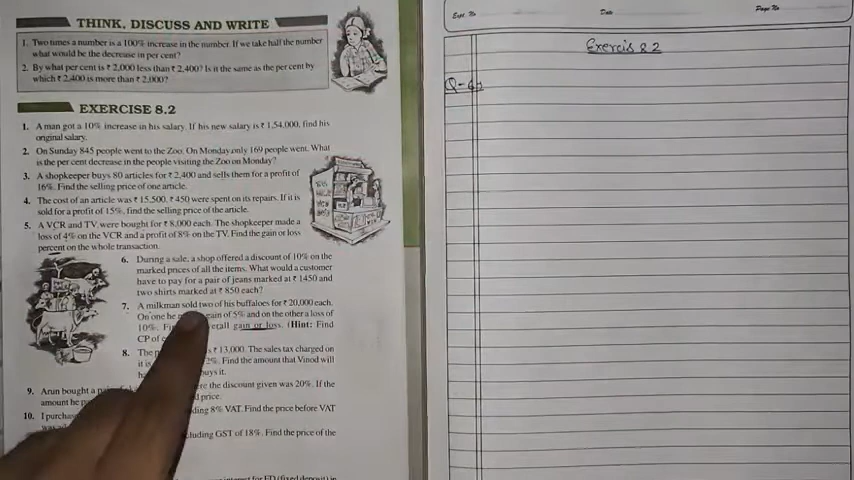 THINK, DISCUSS AND WRITE
1. Two times a number is a 100% increase in the number. If we take half the number
what would be the decrease in per cent?
2. By what per cent is ₹ 2,000 less than ₹ 2,400? Is it the same as the per cent by
which ₹ 2,400 is more than ₹ 2,000?
EXERCISE 8.2
1. A man got a 10% increase in his salary. If his new salary is ₹ 1,54,000, find his
original salary.
2. On Sunday 845 people went to the Zoo. On Monday only 169 people went. What
is the per cent decrease in the people visiting the Zoo on Monday?
3. A shopkeeper buys 80 articles for ₹ 2,400 and sells them for a profit of
16%. Find the selling price of one article.
4. The cost of an article was ₹ 15,500. ₹ 450 were spent on its repairs. If it is
sold for a profit of 15%, find the selling price of the article.
5. A VCR and TV were bought for ₹ 8,000 each. The shopkeeper made a
loss of 4% on the VCR and a profit of 8% on the TV. Find the gain or loss
percent on the whole transaction.
6. During a sale, a shop offered a discount of 10% on the
marked prices of all the items. What would a customer
have to pay for a pair of jeans marked at ₹ 1450 and
two shirts marked at ₹ 850 each?
7. A milkman sold two of his buffaloes for ₹ 20,000 each.
On one he gain of 5% and on the other a loss of
10%. overall gain or loss. (Hint: Find
CP of
8. The ₹ 13,000. The sales tax charged on
it is 2%. Find the amount that Vinod will
buys it.
9. Arun bought a the discount given was 20%. If the
amount he price.
10. I 8% VAT. Find the price before VAT
GST of 18%. Find the price of the
Expt. No
Date
Page No
Exercis 8.2
Q-6